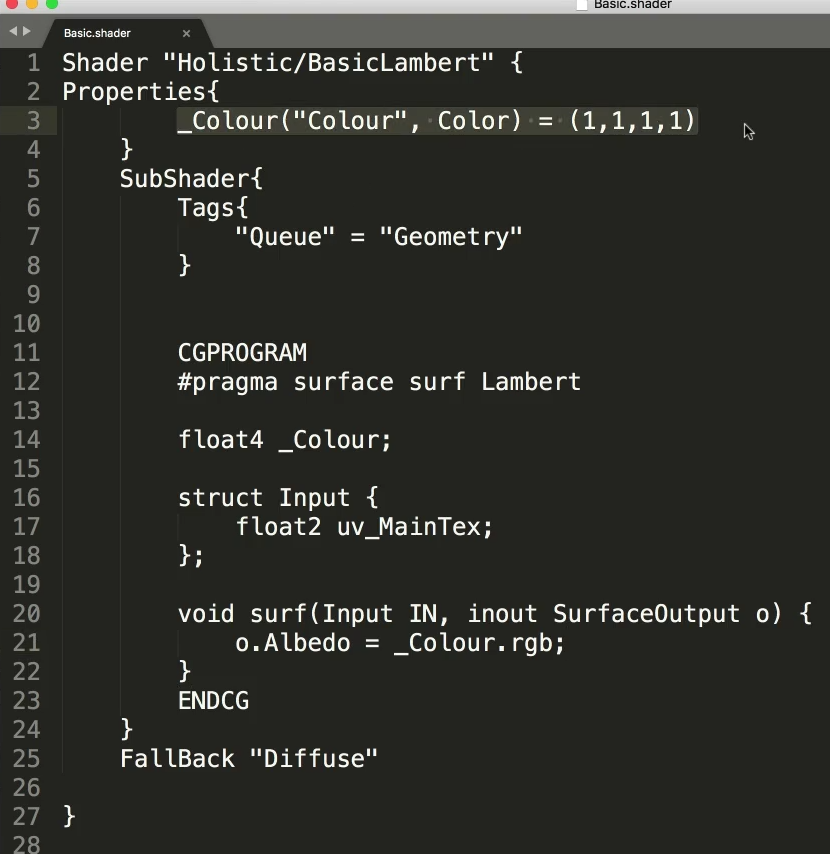 Basic.shader
Basic.shader ×
1 Shader "Holistic/BasicLambert" {
2 Properties{
3 _Colour("Colour", Color) = (1,1,1,1)
4 }
5 SubShader{
6 Tags{
7 "Queue" = "Geometry"
8 }
9
10
11 CGPROGRAM
12 #pragma surface surf Lambert
13
14 float4 _Colour;
15
16 struct Input {
17 float2 uv_MainTex;
18 };
19
20 void surf(Input IN, inout SurfaceOutput o) {
21 o.Albedo = _Colour.rgb;
22 }
23 ENDCG
24 }
25 FallBack "Diffuse"
26
27 }
28